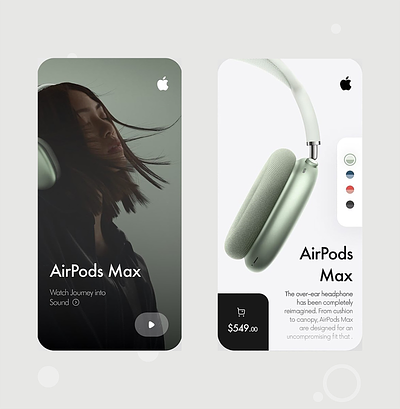 AirPods Max
Watch Journey into
Sound
AirPods
Max
The over-ear headphone
has been completely
reimagined. From cushion
to canopy, AirPods Max
are designed for an
uncompromising fit that..
$549.00